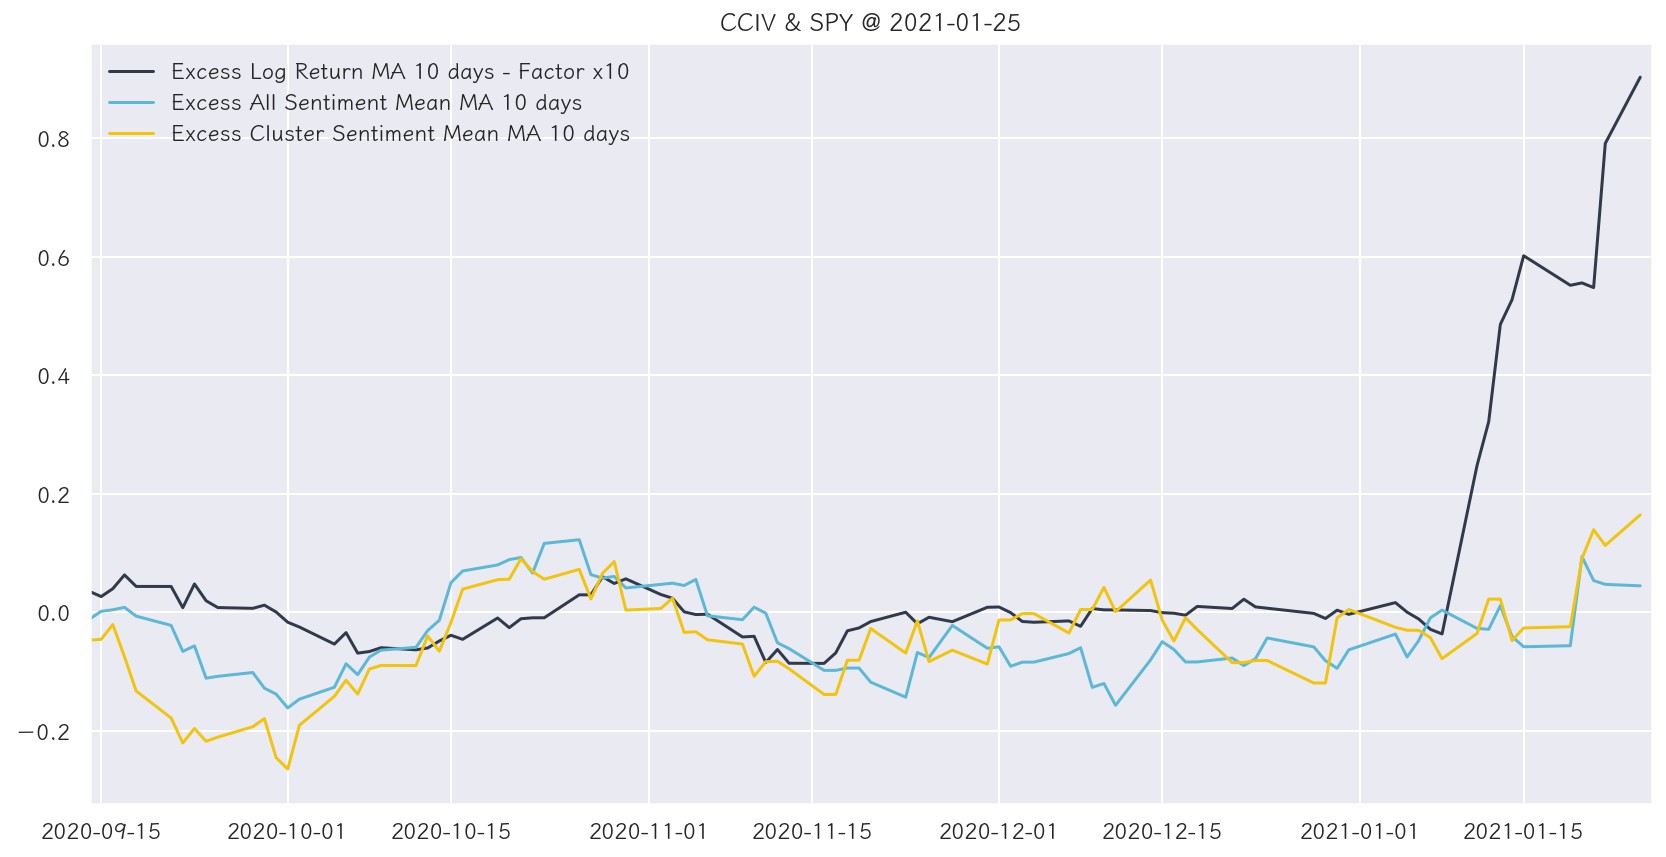 CCIV & SPY @ 2021-01-25
Excess Log Return MA 10 days - Factor x10
Excess All Sentiment Mean MA 10 days
Excess Cluster Sentiment Mean MA 10 days
0.8
0.6
0.4
0.2
0.0
−0.2
2020-09-15 2020-10-01 2020-10-15 2020-11-01 2020-11-15 2020-12-01 2020-12-15 2021-01-01 2021-01-15